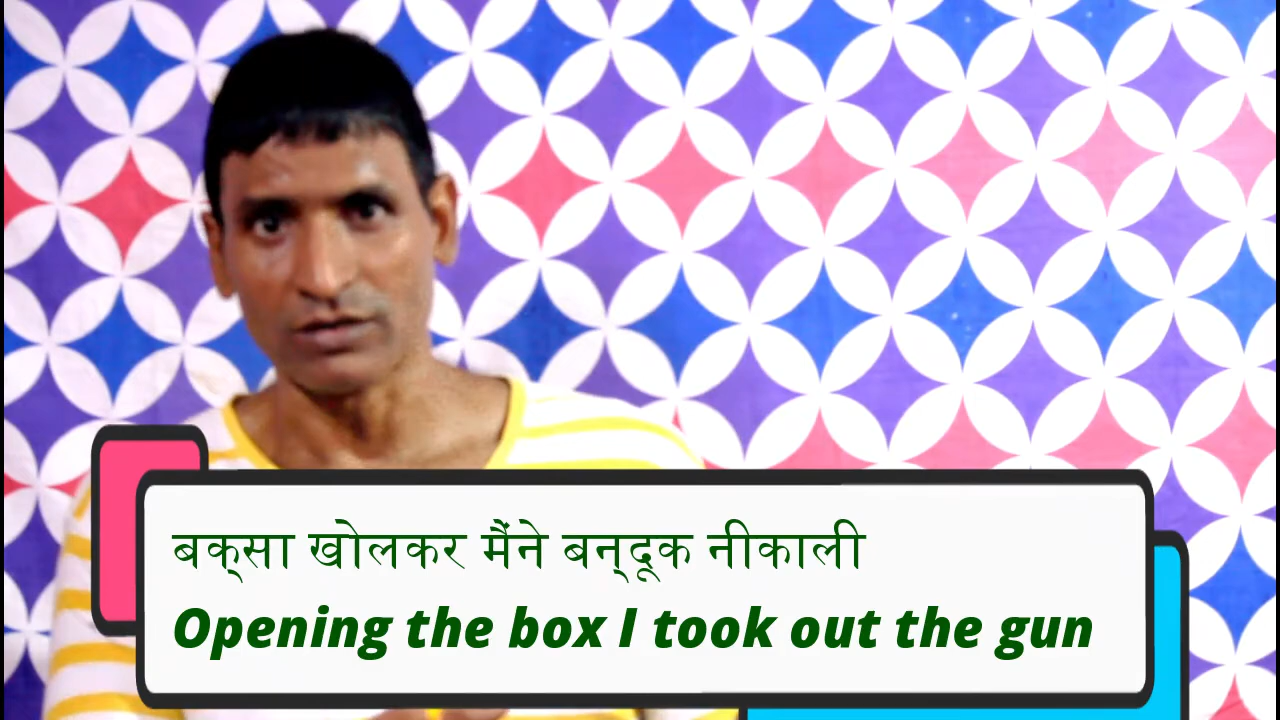 बक्सा खोलकर मैंने बन्दूक नीकाली
Opening the box I took out the gun